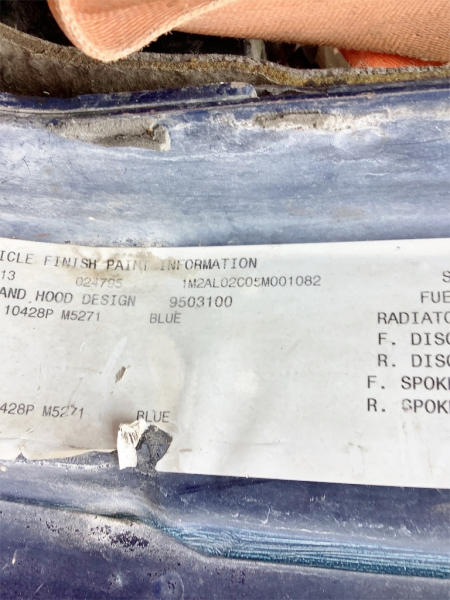 ICLE FINISH PAINT INFORMATION
13 024795 1M2AL02C05M001082 S
AND HOOD DESIGN 9503100 FUE
10428P M5271 BLUE RADIATO
F. DISC
R. DISC
F. SPOKE
428P M5271 BLUE R. SPOKE